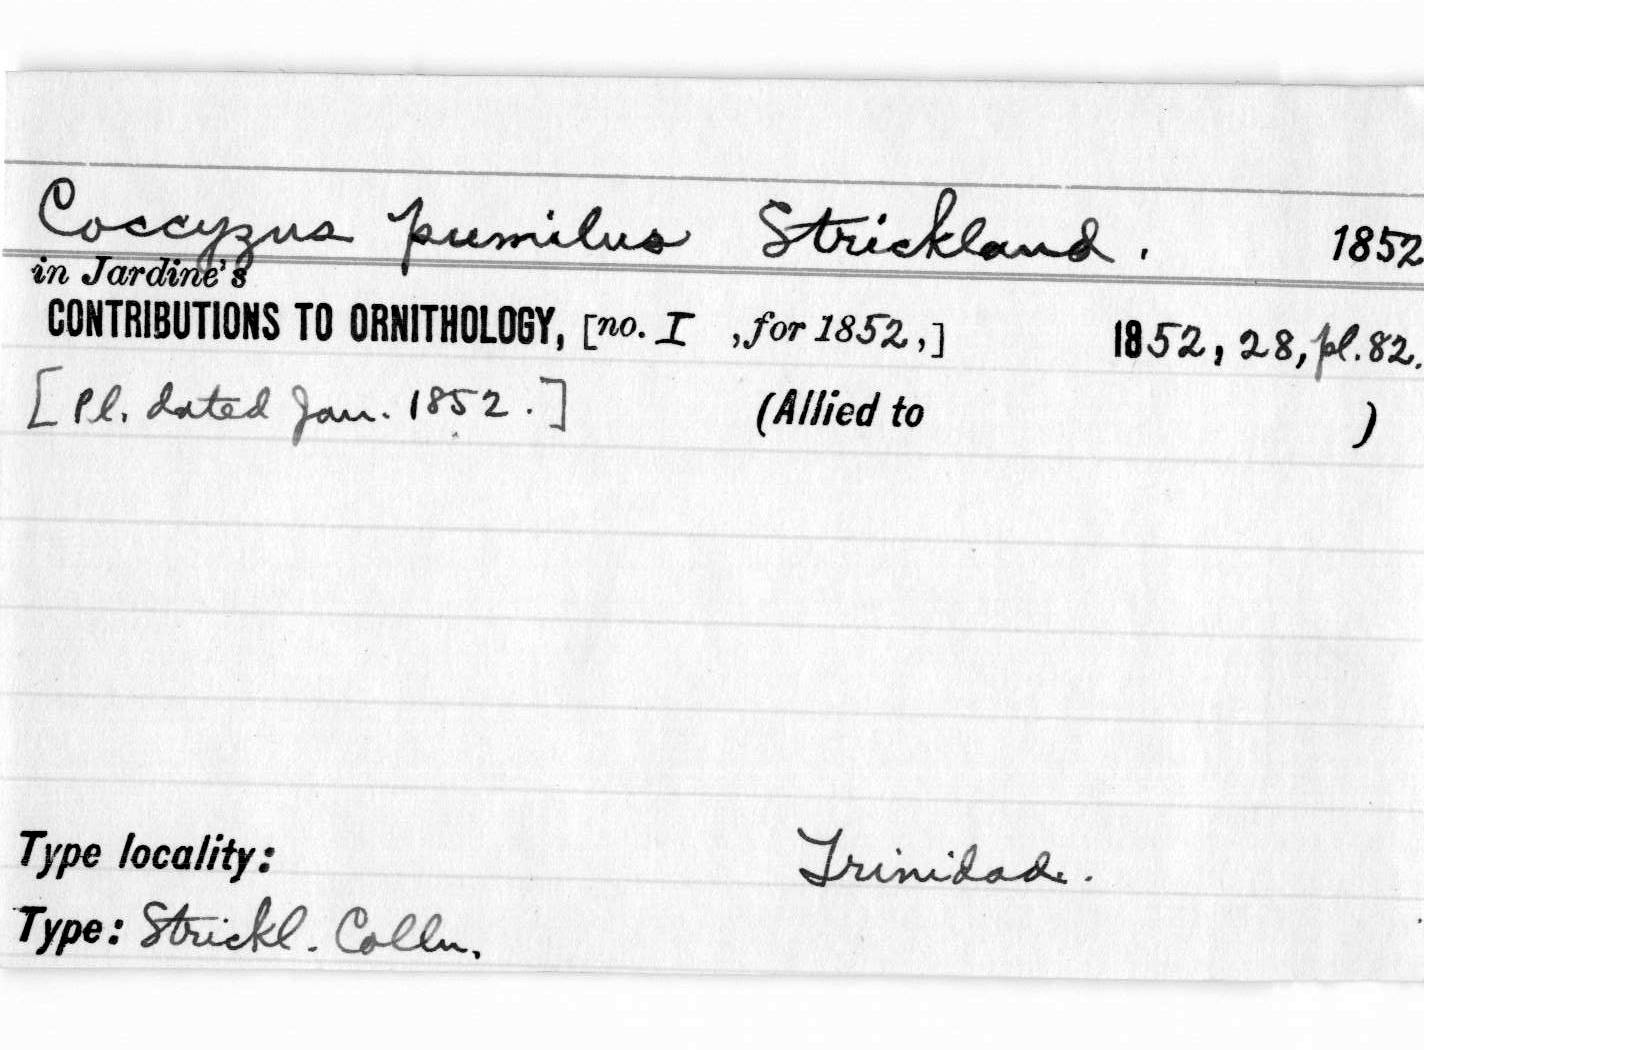 Coccyzus pumilus Strickland. 1852
in Jardine's
CONTRIBUTIONS TO ORNITHOLOGY, [no. I , for 1852,] 1852, 28, pl. 82.
[Pl. dated Jan. 1852.] (Allied to )
Type locality: Trinidad.
Type: Strickl. Colln.